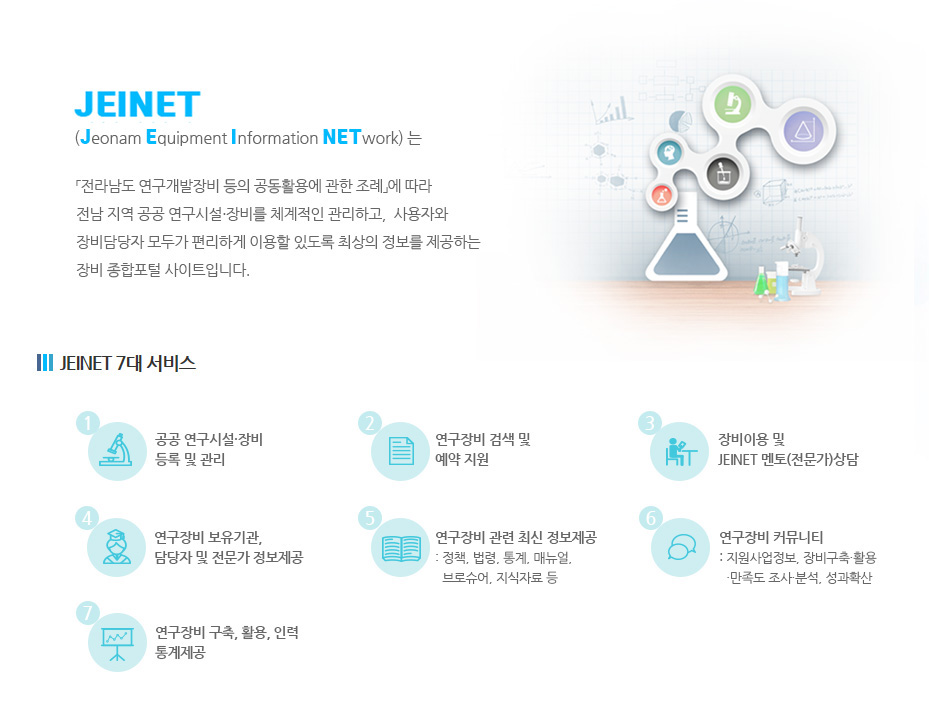 JEINET
(Jeonam Equipment Information NETwork) 는
「전라남도 연구개발장비 등의 공동활용에 관한 조례」에 따라
전남 지역 공공 연구시설·장비를 체계적인 관리하고, 사용자와
장비담당자 모두가 편리하게 이용할 있도록 최상의 정보를 제공하는
장비 종합포털 사이트입니다.
JEINET 7대 서비스
1
공공 연구시설·장비
등록 및 관리
2
연구장비 검색 및
예약 지원
3
장비이용 및
JEINET 멘토(전문가)상담
4
연구장비 보유기관,
담당자 및 전문가 정보제공
5
연구장비 관련 최신 정보제공
: 정책, 법령, 통계, 매뉴얼,
브로슈어, 지식자료 등
6
연구장비 커뮤니티
: 지원사업정보, 장비구축·활용
·만족도 조사·분석, 성과확산
7
연구장비 구축, 활용, 인력
통계제공